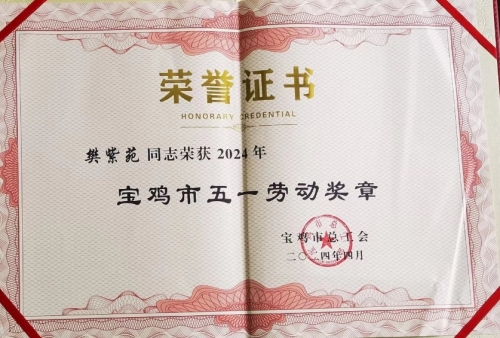 荣誉证书
HONORARY CREDENTIAL
樊紫苑 同志荣获 2024 年
宝鸡市五一劳动奖章
宝鸡市总工会
二〇二四年四月